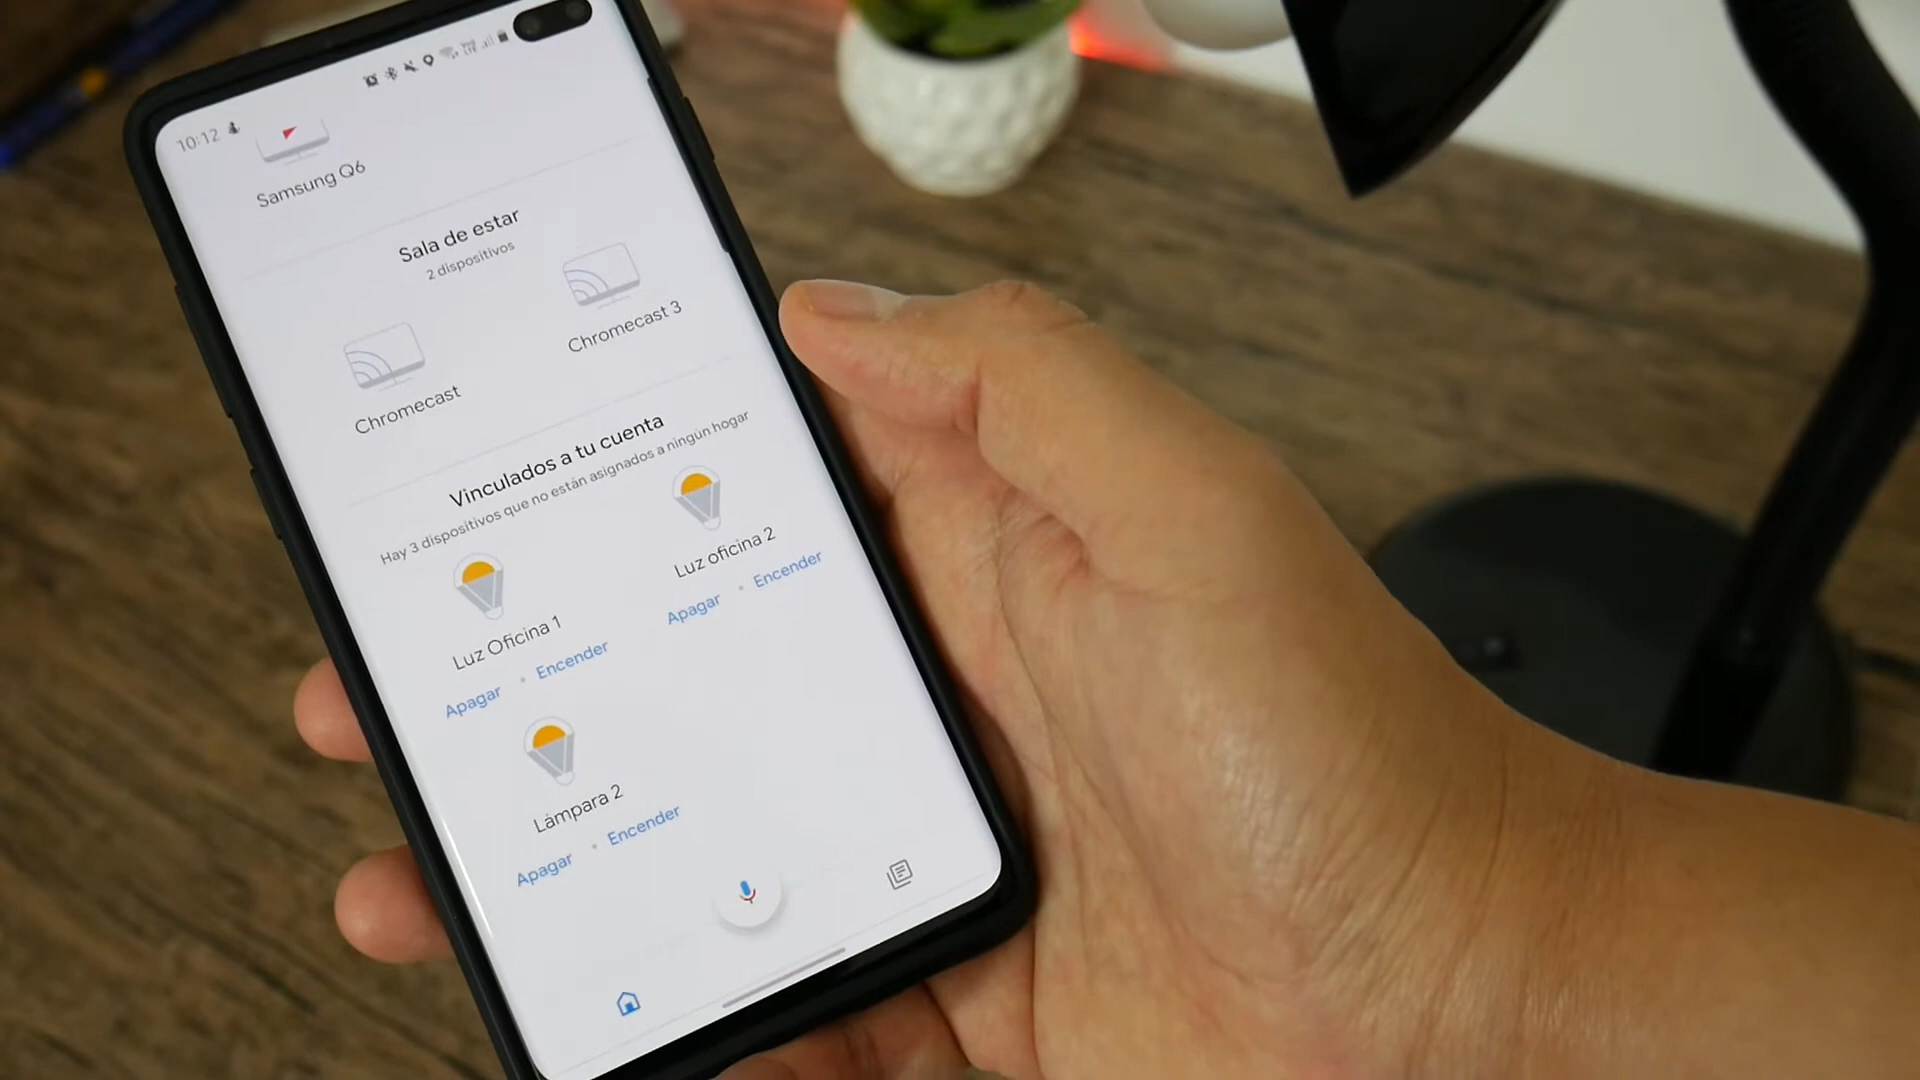 10:12
Samsung Q6
Sala de estar
2 dispositivos
Chromecast
Chromecast 3
Vinculados a tu cuenta
Hay 3 dispositivos que no están asignados a ningún hogar
Luz Oficina 1
Apagar • Encender
Luz oficina 2
Apagar • Encender
Lámpara 2
Apagar • Encender